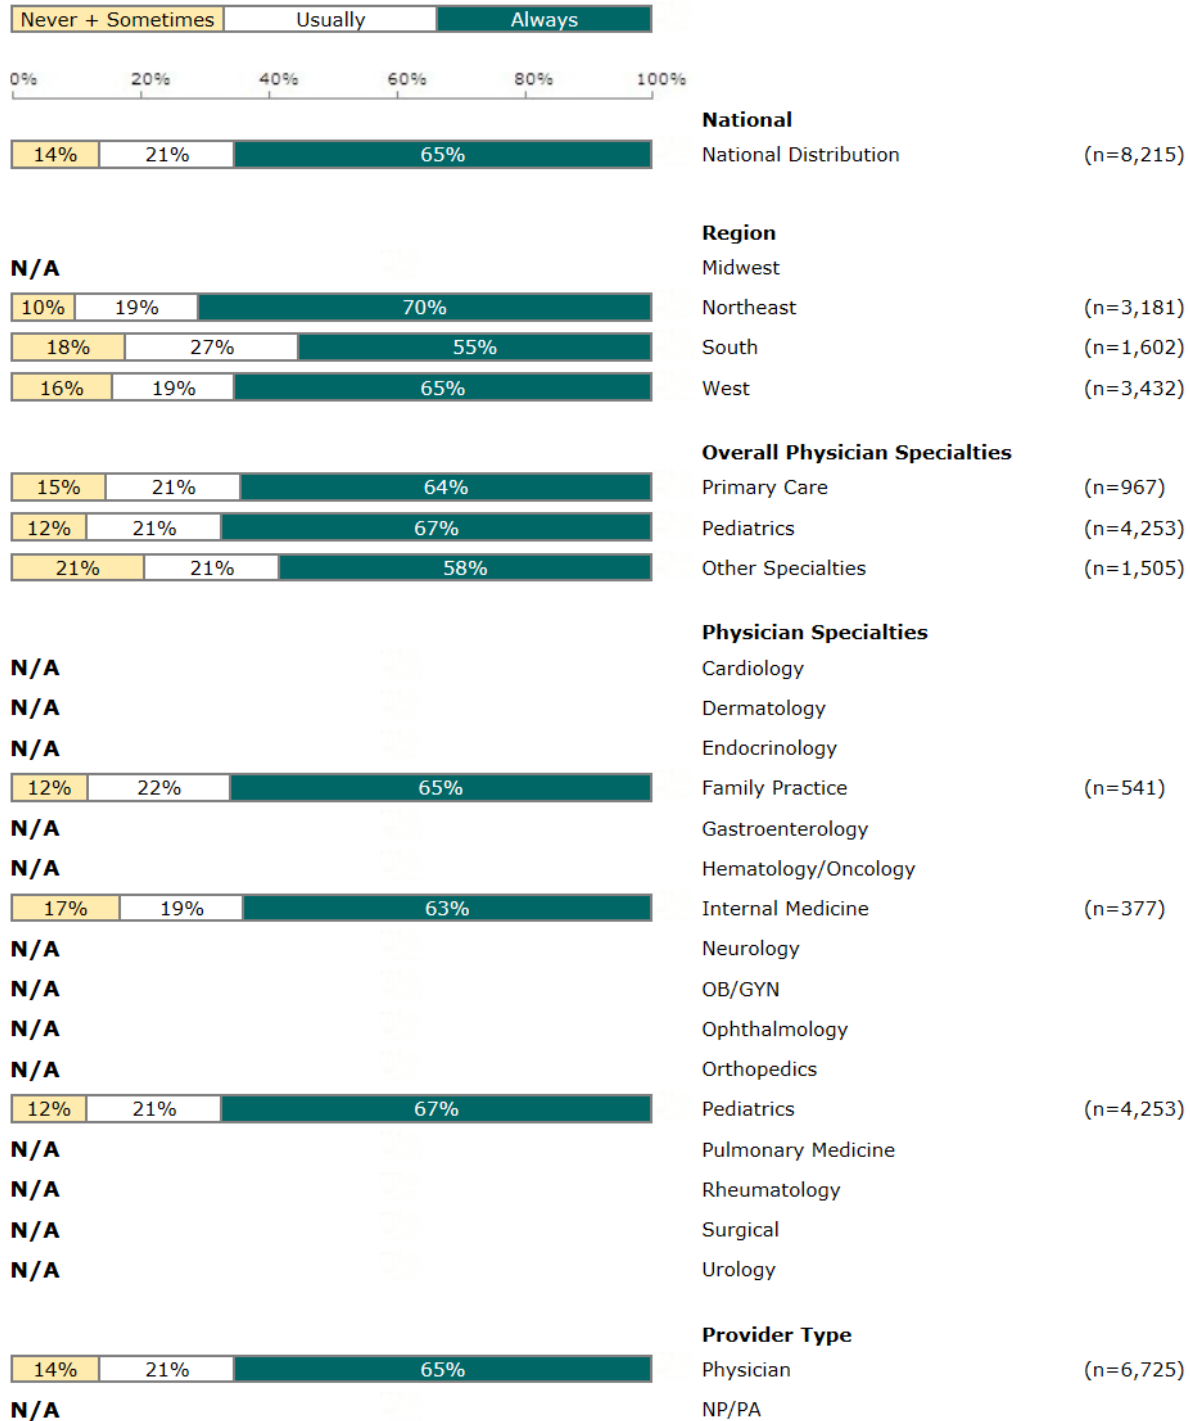 Never + Sometimes Usually Always
0% 20% 40% 60% 80% 100%
National
14% 21% 65% National Distribution (n=8,215)
Region
N/A Midwest
10% 19% 70% Northeast (n=3,181)
18% 27% 55% South (n=1,602)
16% 19% 65% West (n=3,432)
Overall Physician Specialties
15% 21% 64% Primary Care (n=967)
12% 21% 67% Pediatrics (n=4,253)
21% 21% 58% Other Specialties (n=1,505)
Physician Specialties
N/A Cardiology
N/A Dermatology
N/A Endocrinology
12% 22% 65% Family Practice (n=541)
N/A Gastroenterology
N/A Hematology/Oncology
17% 19% 63% Internal Medicine (n=377)
N/A Neurology
N/A OB/GYN
N/A Ophthalmology
N/A Orthopedics
12% 21% 67% Pediatrics (n=4,253)
N/A Pulmonary Medicine
N/A Rheumatology
N/A Surgical
N/A Urology
Provider Type
14% 21% 65% Physician (n=6,725)
N/A NP/PA